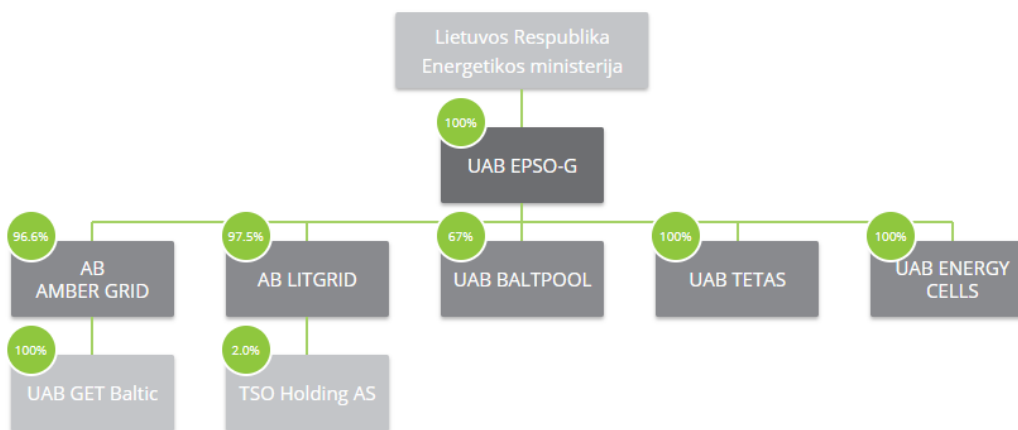 Lietuvos Respublika
Energetikos ministerija
100%
UAB EPSO-G
96.6%
AB
AMBER GRID
97.5%
AB LITGRID
67%
UAB BALTPOOL
100%
UAB TETAS
100%
UAB ENERGY
CELLS
100%
UAB GET Baltic
2.0%
TSO Holding AS